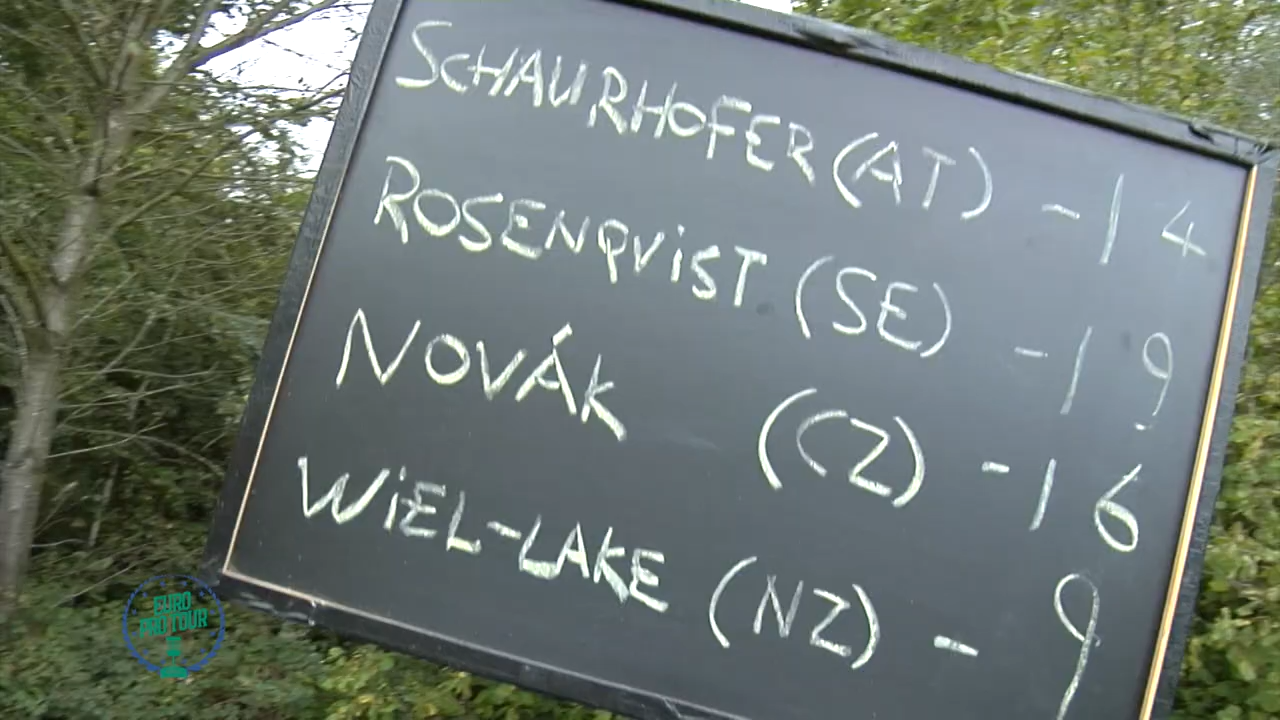 SCHAURHOFER (AT) -14
ROSENQViST (SE) -19
NOVÁK (CZ) -16
WiEL-LAKE (NZ) - 9
EURO
PRO TOUR